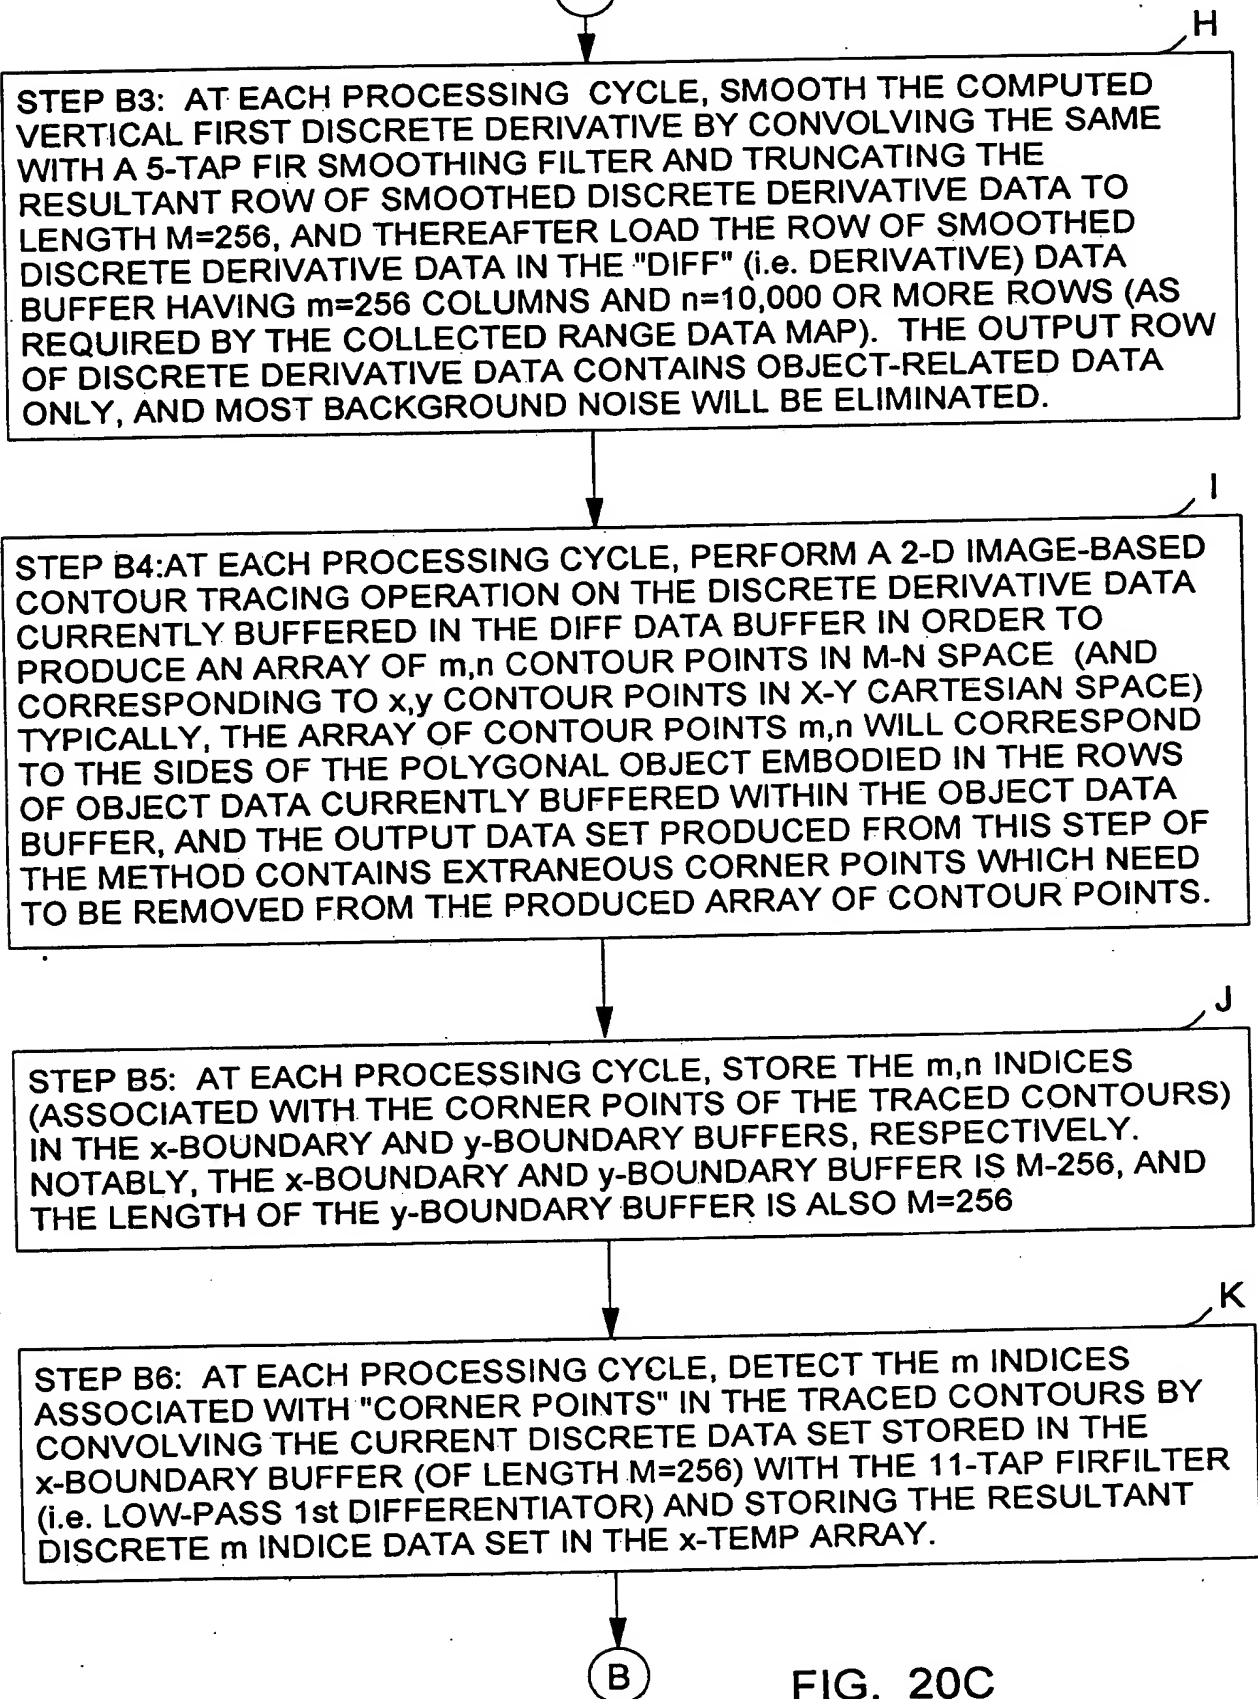 H
STEP B3: AT EACH PROCESSING CYCLE, SMOOTH THE COMPUTED
VERTICAL FIRST DISCRETE DERIVATIVE BY CONVOLVING THE SAME
WITH A 5-TAP FIR SMOOTHING FILTER AND TRUNCATING THE
RESULTANT ROW OF SMOOTHED DISCRETE DERIVATIVE DATA TO
LENGTH M=256, AND THEREAFTER LOAD THE ROW OF SMOOTHED
DISCRETE DERIVATIVE DATA IN THE "DIFF" (i.e. DERIVATIVE) DATA
BUFFER HAVING m=256 COLUMNS AND n=10,000 OR MORE ROWS (AS
REQUIRED BY THE COLLECTED RANGE DATA MAP). THE OUTPUT ROW
OF DISCRETE DERIVATIVE DATA CONTAINS OBJECT-RELATED DATA
ONLY, AND MOST BACKGROUND NOISE WILL BE ELIMINATED.
I
STEP B4:AT EACH PROCESSING CYCLE, PERFORM A 2-D IMAGE-BASED
CONTOUR TRACING OPERATION ON THE DISCRETE DERIVATIVE DATA
CURRENTLY BUFFERED IN THE DIFF DATA BUFFER IN ORDER TO
PRODUCE AN ARRAY OF m,n CONTOUR POINTS IN M-N SPACE (AND
CORRESPONDING TO x,y CONTOUR POINTS IN X-Y CARTESIAN SPACE)
TYPICALLY, THE ARRAY OF CONTOUR POINTS m,n WILL CORRESPOND
TO THE SIDES OF THE POLYGONAL OBJECT EMBODIED IN THE ROWS
OF OBJECT DATA CURRENTLY BUFFERED WITHIN THE OBJECT DATA
BUFFER, AND THE OUTPUT DATA SET PRODUCED FROM THIS STEP OF
THE METHOD CONTAINS EXTRANEOUS CORNER POINTS WHICH NEED
TO BE REMOVED FROM THE PRODUCED ARRAY OF CONTOUR POINTS.
J
STEP B5: AT EACH PROCESSING CYCLE, STORE THE m,n INDICES
(ASSOCIATED WITH THE CORNER POINTS OF THE TRACED CONTOURS)
IN THE x-BOUNDARY AND y-BOUNDARY BUFFERS, RESPECTIVELY.
NOTABLY, THE x-BOUNDARY AND y-BOUNDARY BUFFER IS M-256, AND
THE LENGTH OF THE y-BOUNDARY BUFFER IS ALSO M=256
K
STEP B6: AT EACH PROCESSING CYCLE, DETECT THE m INDICES
ASSOCIATED WITH "CORNER POINTS" IN THE TRACED CONTOURS BY
CONVOLVING THE CURRENT DISCRETE DATA SET STORED IN THE
x-BOUNDARY BUFFER (OF LENGTH M=256) WITH THE 11-TAP FIRFILTER
(i.e. LOW-PASS 1st DIFFERENTIATOR) AND STORING THE RESULTANT
DISCRETE m INDICE DATA SET IN THE x-TEMP ARRAY.
B
FIG. 20C